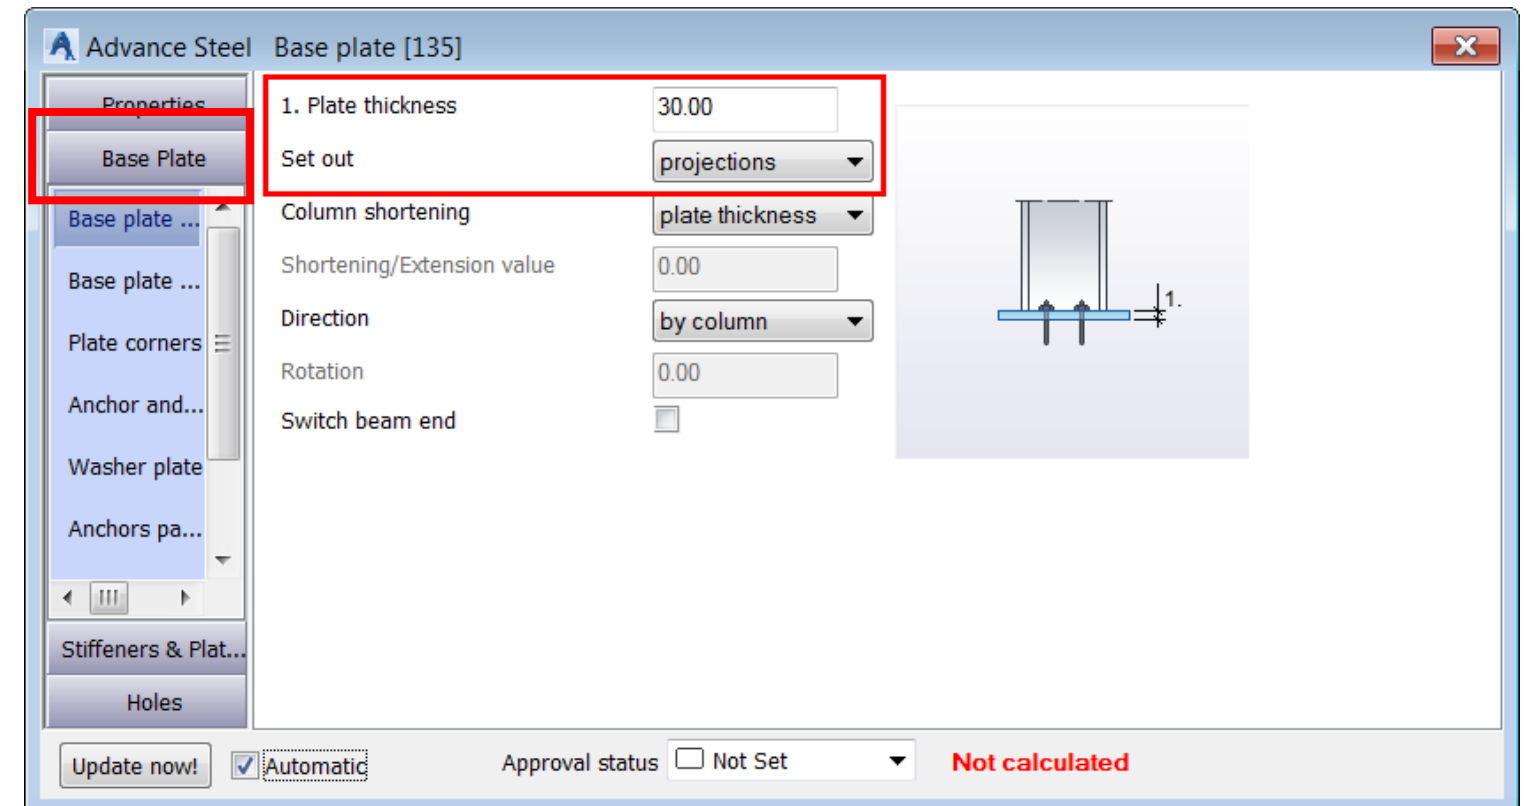 Advance Steel Base plate [135]
Properties
Base Plate
Base plate ...
Base plate ...
Plate corners
Anchor and...
Washer plate
Anchors pa...
Stiffeners & Plat...
Holes
1. Plate thickness 30.00
Set out projections
Column shortening plate thickness
Shortening/Extension value 0.00
Direction by column
Rotation 0.00
Switch beam end
1.
Update now! Automatic Approval status Not Set Not calculated